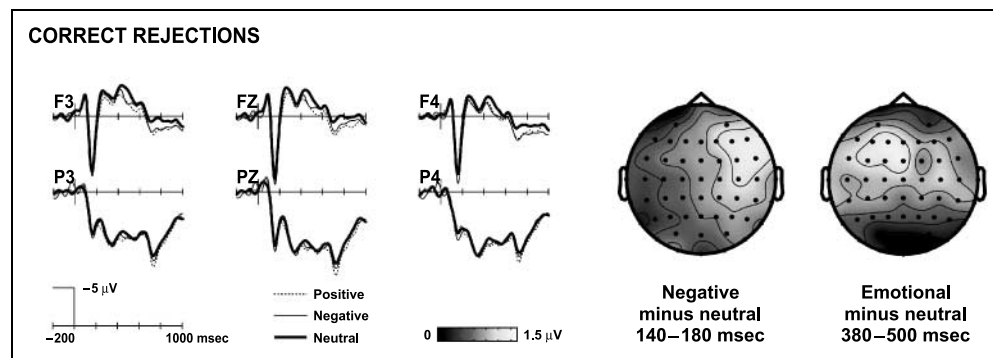 CORRECT REJECTIONS
F3
FZ
F4
P3
PZ
P4
–5 µV
–200
1000 msec
Positive
Negative
Neutral
0
1.5 µV
Negative
minus neutral
140–180 msec
Emotional
minus neutral
380–500 msec